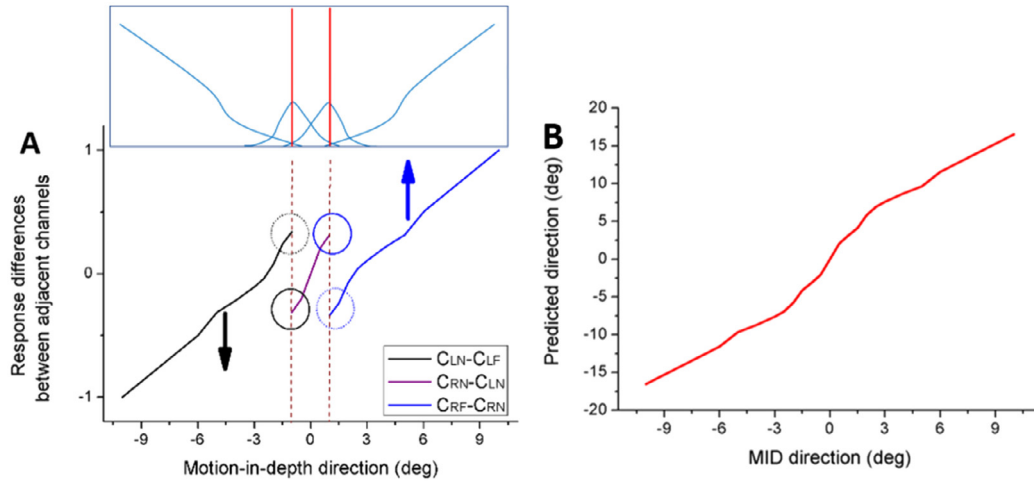 A
Response differences
between adjacent channels
1
0
-1
-9
-6
-3
0
3
6
9
Motion-in-depth direction (deg)
CLN-CLF
CRN-CLN
CRF-CRN
B
Predicted direction (deg)
20
15
10
5
0
-5
-10
-15
-20
-9
-6
-3
0
3
6
9
MID direction (deg)